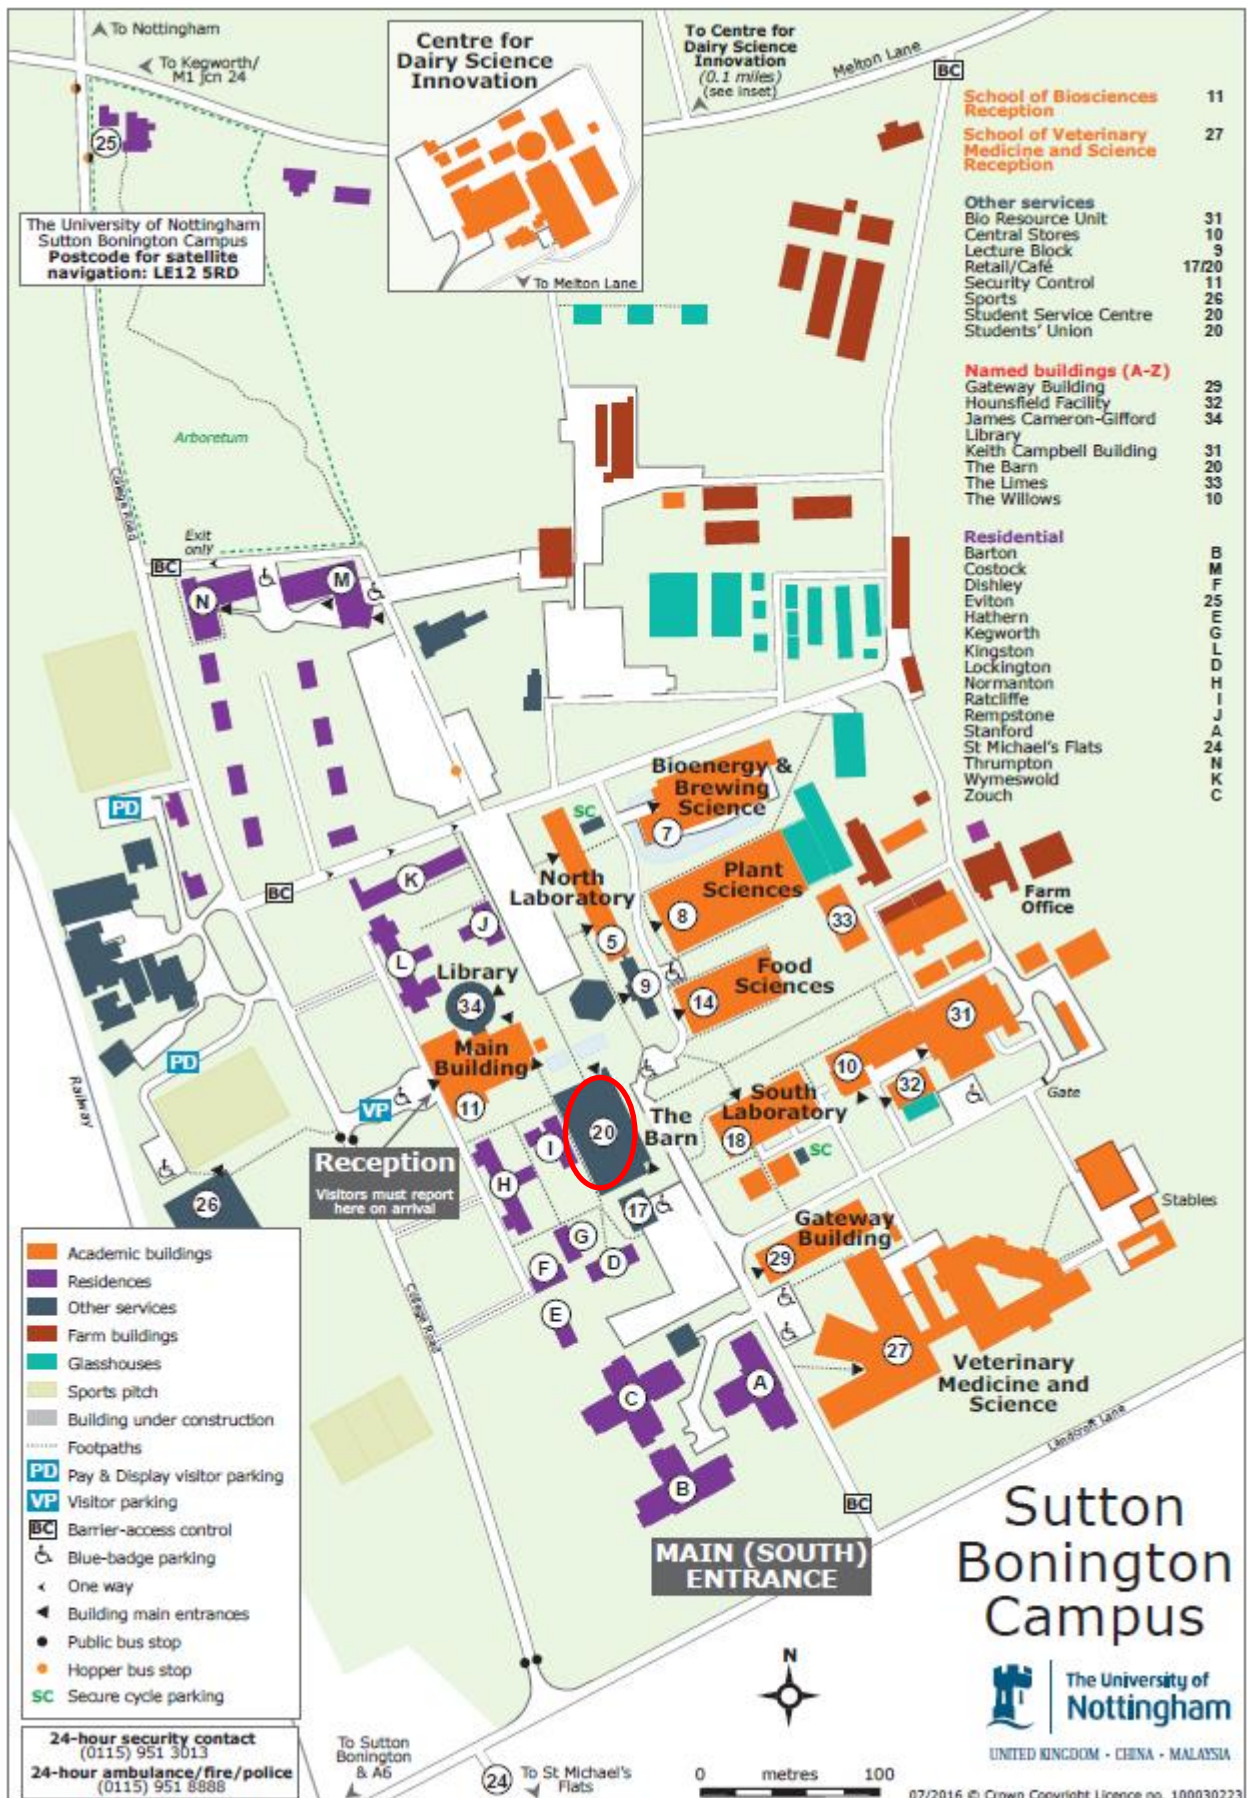 To Nottingham
To Kegworth/
M1 jcn 24
Centre for
Dairy Science
Innovation
To Melton Lane
To Centre for
Dairy Science
Innovation
(0.1 miles)
(see inset)
Melton Lane
BC
25
The University of Nottingham
Sutton Bonington Campus
Postcode for satellite
navigation: LE12 5RD
School of Biosciences 11
Reception
School of Veterinary 27
Medicine and Science
Reception
Other services
Bio Resource Unit 31
Central Stores 10
Lecture Block 9
Retail/Café 17/20
Security Control 11
Sports 26
Student Service Centre 20
Students' Union 20
Named buildings (A-Z)
Gateway Building 29
Hounsfield Facility 32
James Cameron-Gifford 34
Library
Keith Campbell Building 31
The Barn 20
The Limes 33
The Willows 10
Residential
Barton B
Costock M
Dishley F
Eviton 25
Hathern E
Kegworth G
Kingston L
Lockington D
Normanton H
Ratcliffe I
Rempstone J
Stanford A
St Michael's Flats 24
Thrumpton N
Wymeswold K
Zouch C
Arboretum
College Road
Exit
only
BC
N
M
PD
BC
K
J
L
Library
34
Main
Building
11
SC
Bioenergy &
Brewing
Science
7
North
Laboratory
5
Plant
Sciences
8
33
Farm
Office
9
Food
Sciences
14
31
10
32
Gate
PD
Railway
VP
Reception
Visitors must report
here on arrival
26
I
H
20
The
Barn
South
Laboratory
18
SC
17
G
D
F
E
Gateway
Building
29
Stables
College Road
C
A
B
27
Veterinary
Medicine and
Science
Landcroft Lane
BC
MAIN (SOUTH)
ENTRANCE
Academic buildings
Residences
Other services
Farm buildings
Glasshouses
Sports pitch
Building under construction
Footpaths
PD Pay & Display visitor parking
VP Visitor parking
BC Barrier-access control
Blue-badge parking
One way
Building main entrances
Public bus stop
Hopper bus stop
SC Secure cycle parking
24-hour security contact
(0115) 951 3013
24-hour ambulance/fire/police
(0115) 951 8888
To Sutton
Bonington
& A6
24
To St Michael's
Flats
N
0 metres 100
Sutton
Bonington
Campus
The University of
Nottingham
UNITED KINGDOM • CHINA • MALAYSIA
07/2016 © Crown Copyright Licence no. 100030223